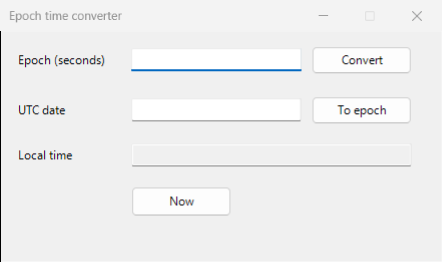 Epoch time converter
Epoch (seconds)
Convert
UTC date
To epoch
Local time
Now